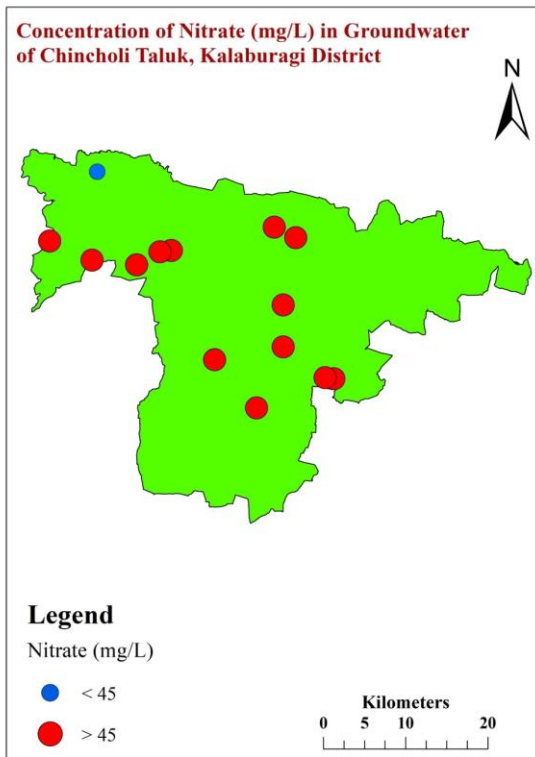 Concentration of Nitrate (mg/L) in Groundwater
of Chincholi Taluk, Kalaburagi District
N
Legend
Nitrate (mg/L)
< 45
> 45
Kilometers
0 5 10 20